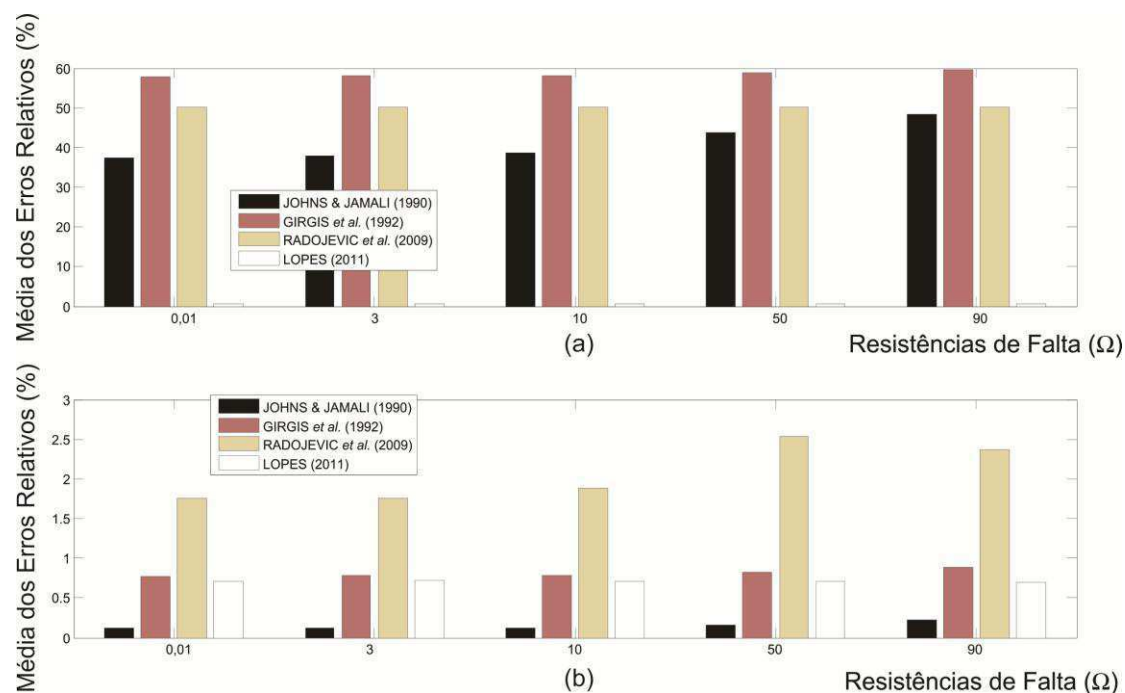 Média dos Erros Relativos (%)
60
50
40
30
20
10
0
JOHNS & JAMALI (1990)
GIRGIS et al. (1992)
RADOJEVIC et al. (2009)
LOPES (2011)
0,01
3
10
50
90
(a)
Resistências de Falta (Ω)
Média dos Erros Relativos (%)
3
2.5
2
1.5
1
0.5
0
JOHNS & JAMALI (1990)
GIRGIS et al. (1992)
RADOJEVIC et al. (2009)
LOPES (2011)
0,01
3
10
50
90
(b)
Resistências de Falta (Ω)